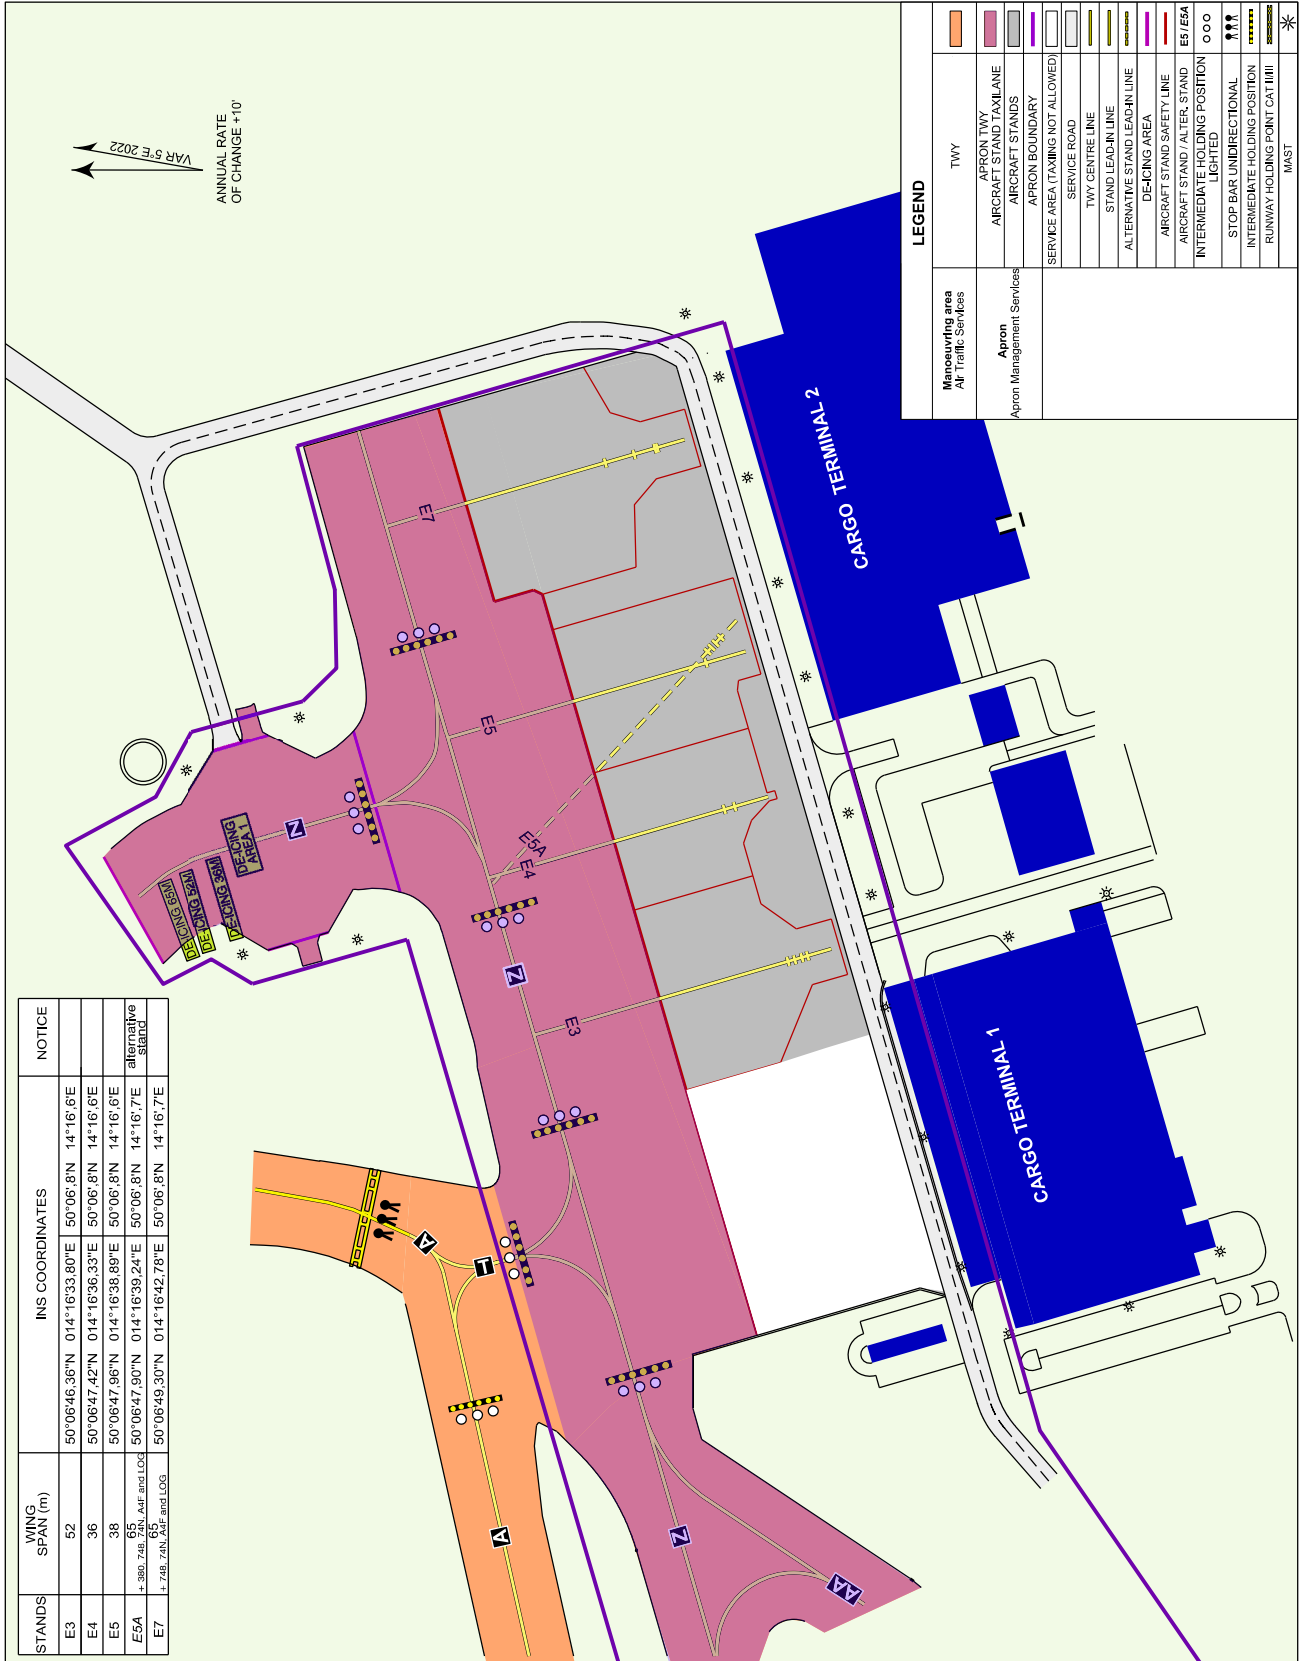 VAR 5°E 2022
ANNUAL RATE
OF CHANGE +10'
LEGEND
Manoeuvring area
Air Traffic Services
TWY
Apron
Apron Management Services
APRON TWY
AIRCRAFT STAND TAXILANE
AIRCRAFT STANDS
APRON BOUNDARY
SERVICE AREA (TAXIING NOT ALLOWED)
SERVICE ROAD
TWY CENTRE LINE
STAND LEAD-IN LINE
ALTERNATIVE STAND LEAD-IN LINE
DE-ICING AREA
AIRCRAFT STAND SAFETY LINE
AIRCRAFT STAND / ALTER. STAND E5 / E5A
INTERMEDIATE HOLDING POSITION
LIGHTED
STOP BAR UNIDIRECTIONAL
INTERMEDIATE HOLDING POSITION
RUNWAY HOLDING POINT CAT I/II/III
MAST
CARGO TERMINAL 2
CARGO TERMINAL 1
E7
E5
E5A
E4
E3
N
DE-ICING
AREA 1
DE-ICING 65M
DE-ICING 52M
DE-ICING 36M
Z
A
T
A
Z
AA
STANDS WING SPAN (m) INS COORDINATES NOTICE
E3 52 50°06'46,36"N 014°16'33,80"E 50°06',8'N 14°16',6'E
E4 36 50°06'47,42"N 014°16'36,33"E 50°06',8'N 14°16',6'E
E5 38 50°06'47,96"N 014°16'38,89"E 50°06',8'N 14°16',6'E
E5A 65 + 380, 748, 74N, A4F and LOG 50°06'47,90"N 014°16'39,24"E 50°06',8'N 14°16',7'E alternative stand
E7 65 + 748, 74N, A4F and LOG 50°06'49,30"N 014°16'42,78"E 50°06',8'N 14°16',7'E